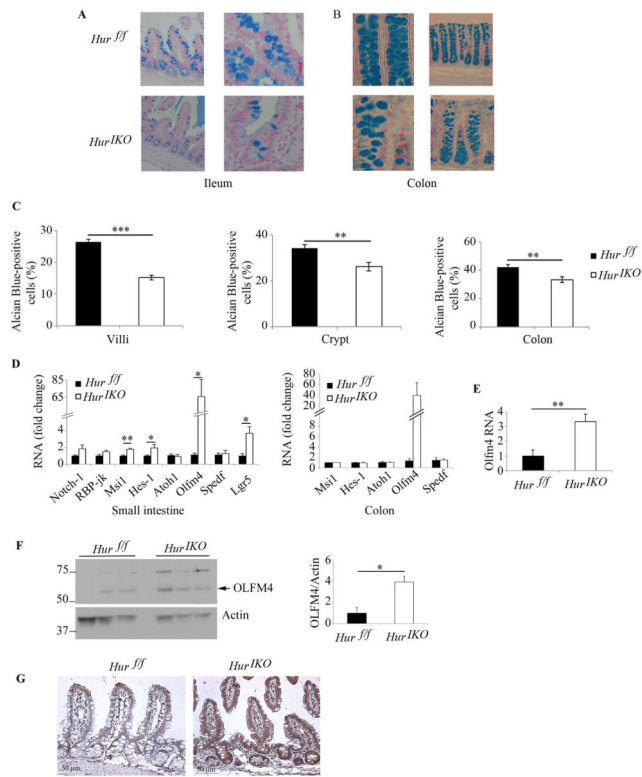 A
B
Hur f/f
Hur IKO
Ileum
Colon
C
Alcian Blue-positive
cells (%)
30
20
10
0
***
Villi
Alcian Blue-positive
cells (%)
40
20
0
**
Crypt
Alcian Blue-positive
cells (%)
60
40
20
0
**
Colon
Hur f/f
Hur IKO
D
RNA (fold change)
85
65
4
2
0
Hur f/f
Hur IKO
**
*
*
*
Notch-1
RBP-jk
Msi1
Hes-1
Atoh1
Olfm4
Spedf
Lgr5
Small intestine
RNA (fold change)
80
60
40
20
6
4
2
0
Hur f/f
Hur IKO
Msi1
Hes-1
Atoh1
Olfm4
Spedf
Colon
E
Olfm4 RNA
4
3
2
1
0
**
Hur f/f
Hur IKO
F
Hur f/f
Hur IKO
75
50
OLFM4
37
Actin
OLFM4/Actin
6
4
2
0
*
Hur f/f
Hur IKO
G
Hur f/f
Hur IKO
50 µm
50 µm